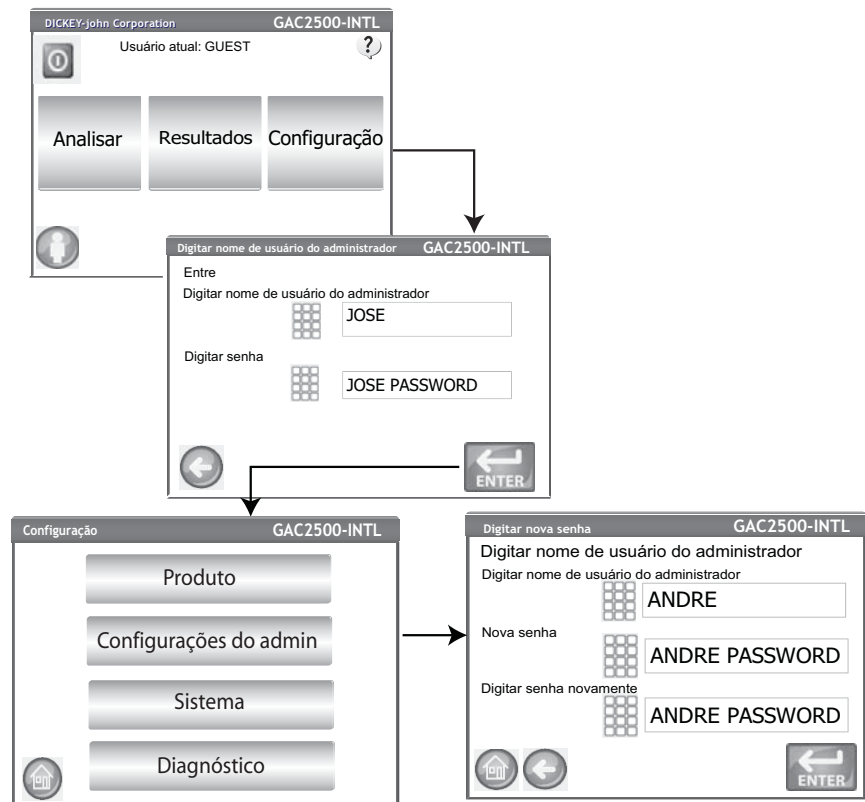 DICKEY-john Corporation GAC2500-INTL
Usuário atual: GUEST
?
Analisar Resultados Configuração
Digitar nome de usuário do administrador GAC2500-INTL
Entre
Digitar nome de usuário do administrador
JOSE
Digitar senha
JOSE PASSWORD
ENTER
Configuração GAC2500-INTL
Produto
Configurações do admin
Sistema
Diagnóstico
Digitar nova senha GAC2500-INTL
Digitar nome de usuário do administrador
Digitar nome de usuário do administrador
ANDRE
Nova senha
ANDRE PASSWORD
Digitar senha novamente
ANDRE PASSWORD
ENTER